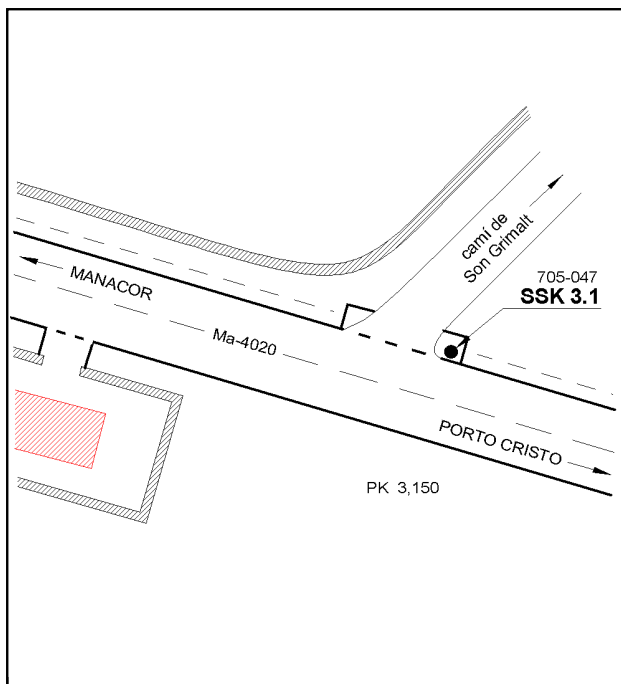 camí de
Son Grimalt
705-047
SSK 3.1
MANACOR
Ma-4020
PORTO CRISTO
PK 3,150